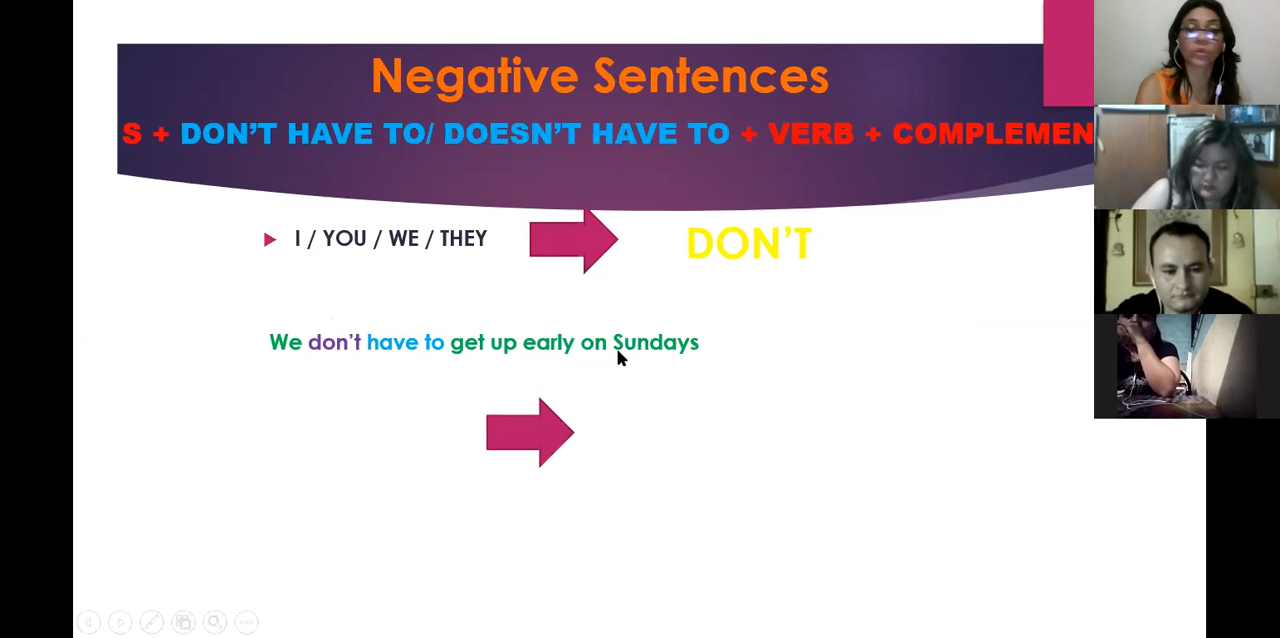 Negative Sentences
S + DON'T HAVE TO/ DOESN'T HAVE TO + VERB + COMPLEMEN
I / YOU / WE / THEY
DON'T
We don't have to get up early on Sundays